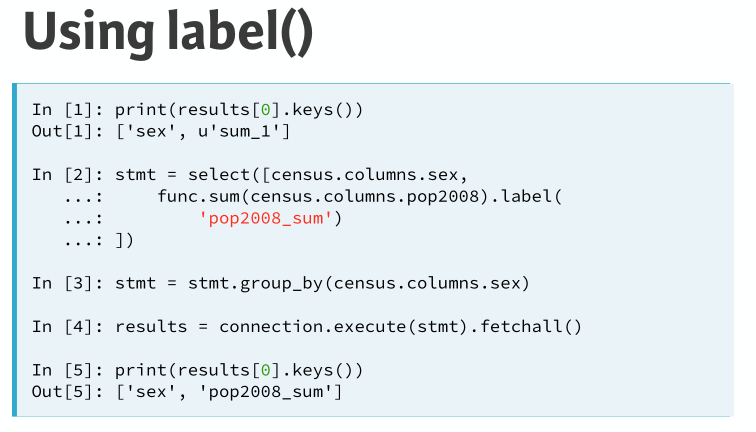 Using label()
In [1]: print(results[0].keys())
Out[1]: ['sex', u'sum_1']
In [2]: stmt = select([census.columns.sex,
   ...:     func.sum(census.columns.pop2008).label(
   ...:         'pop2008_sum')
   ...: ])
In [3]: stmt = stmt.group_by(census.columns.sex)
In [4]: results = connection.execute(stmt).fetchall()
In [5]: print(results[0].keys())
Out[5]: ['sex', 'pop2008_sum']